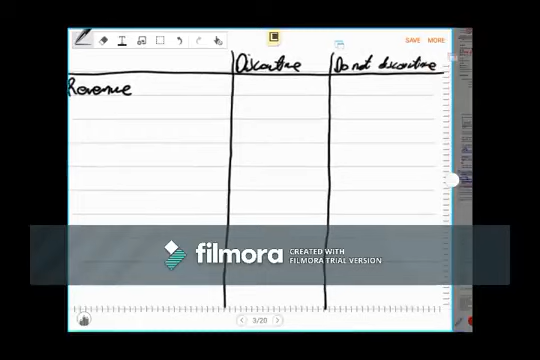 SAVE MORE
Discontinue Do not discontinue
Revenue
filmora CREATED WITH
FILMORA TRIAL VERSION
3/20